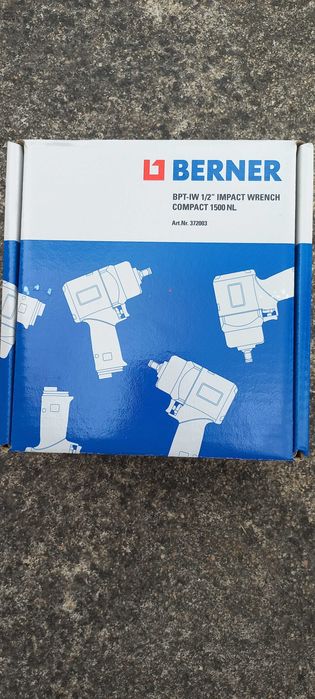 BERNER
BPT-IW 1/2" IMPACT WRENCH
COMPACT 1500 NL
Art.Nr. 372003